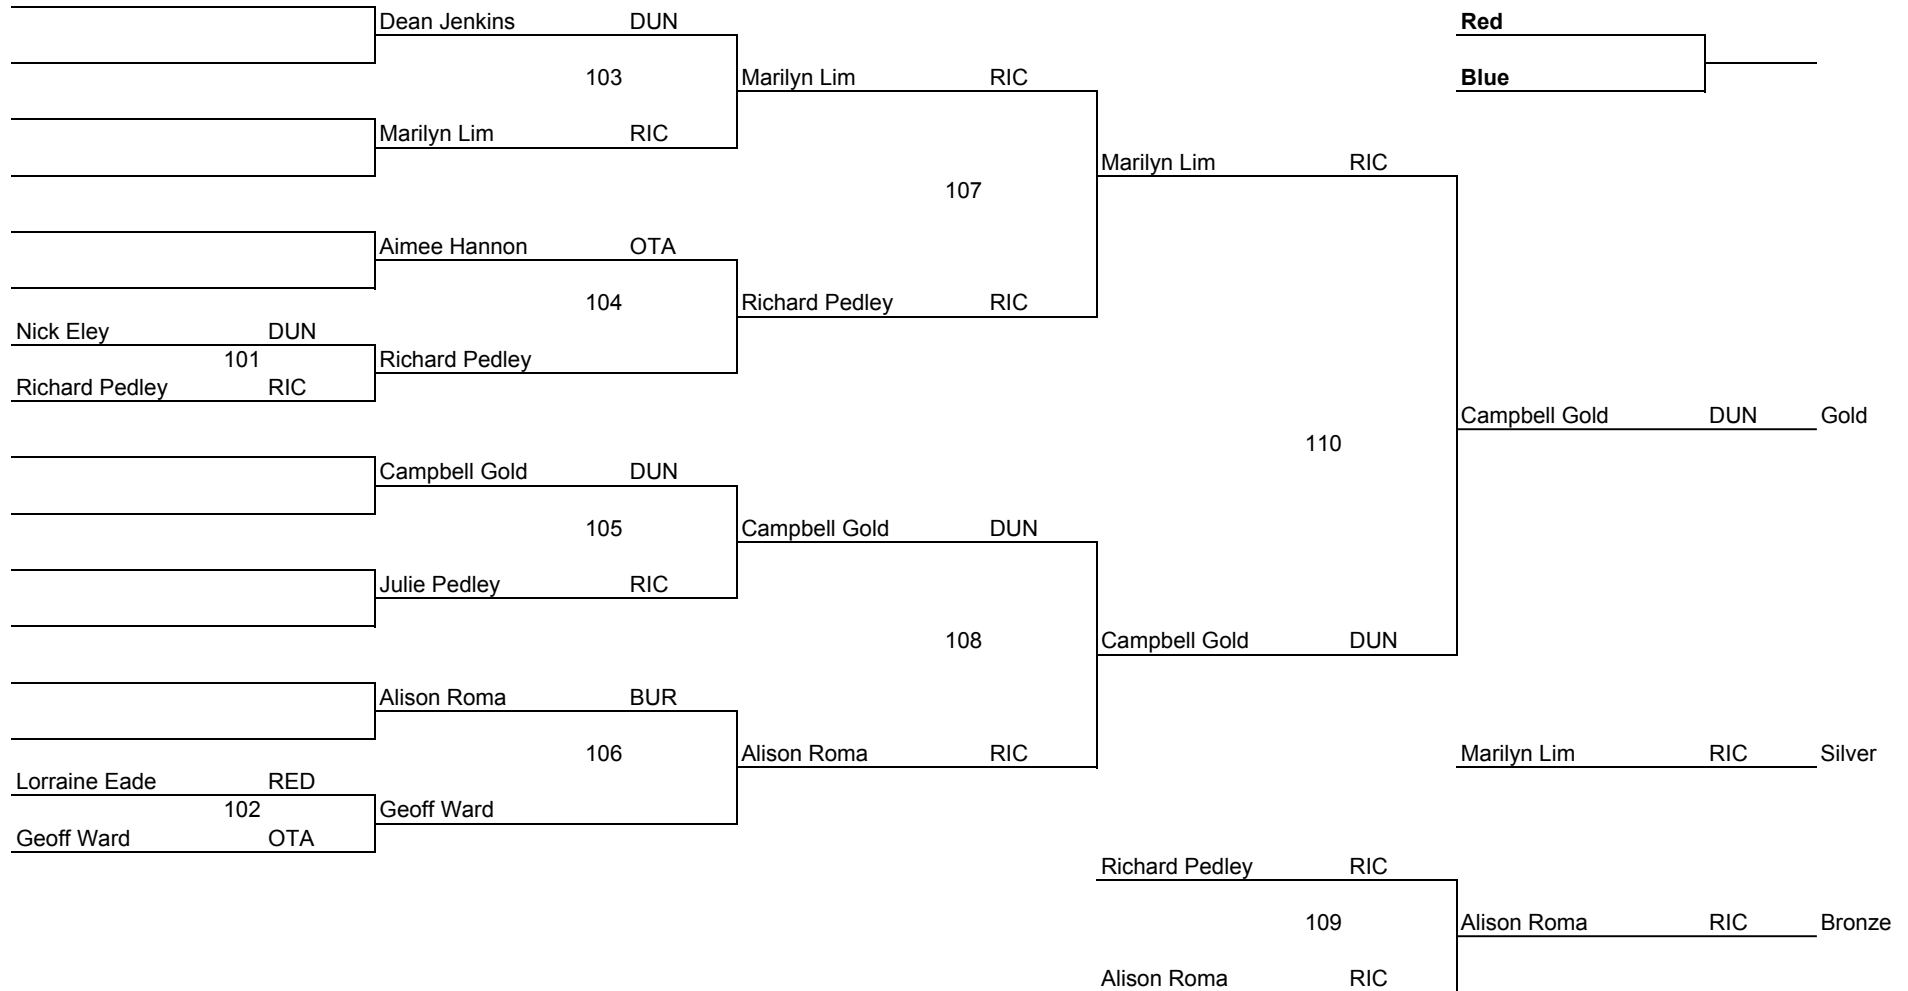 Dean Jenkins DUN Red
103 Marilyn Lim RIC Blue
Marilyn Lim RIC
Marilyn Lim RIC
107
Aimee Hannon OTA
104 Richard Pedley RIC
Nick Eley DUN
101 Richard Pedley
Richard Pedley RIC
Campbell Gold DUN Gold
110
Campbell Gold DUN
105 Campbell Gold DUN
Julie Pedley RIC
108 Campbell Gold DUN
Alison Roma BUR
106 Alison Roma RIC Marilyn Lim RIC Silver
Lorraine Eade RED
102 Geoff Ward
Geoff Ward OTA
Richard Pedley RIC
109 Alison Roma RIC Bronze
Alison Roma RIC